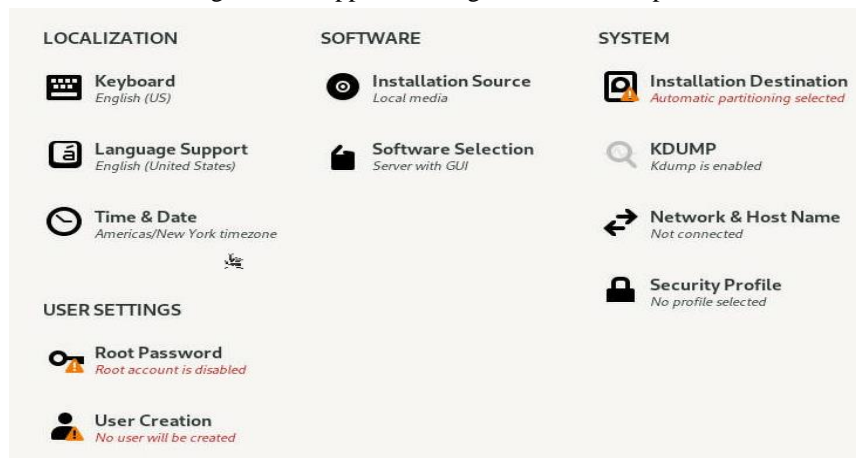 LOCALIZATION
Keyboard
English (US)
Language Support
English (United States)
Time & Date
Americas/New York timezone
USER SETTINGS
Root Password
Root account is disabled
User Creation
No user will be created
SOFTWARE
Installation Source
Local media
Software Selection
Server with GUI
SYSTEM
Installation Destination
Automatic partitioning selected
KDUMP
Kdump is enabled
Network & Host Name
Not connected
Security Profile
No profile selected